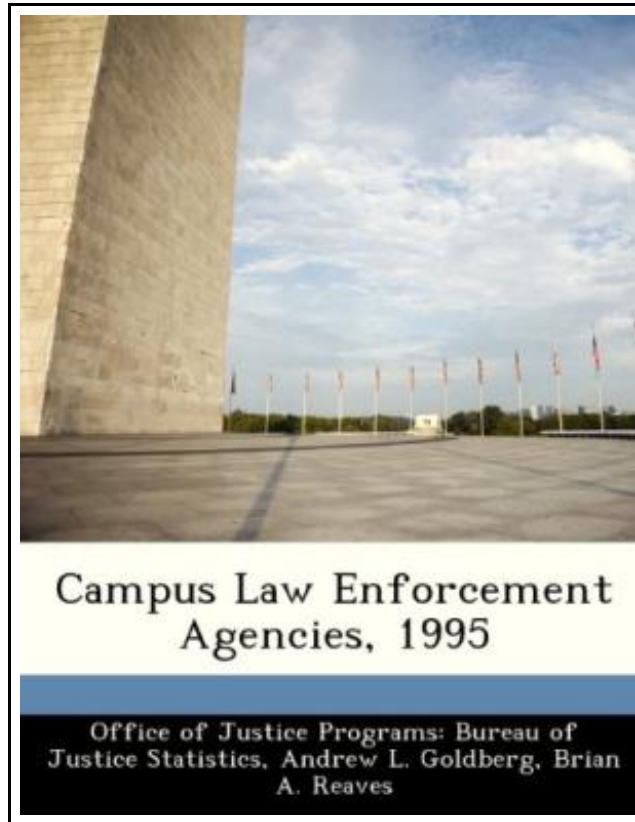 Campus Law Enforcement
Agencies, 1995
Office of Justice Programs: Bureau of
Justice Statistics, Andrew L. Goldberg, Brian
A. Reaves